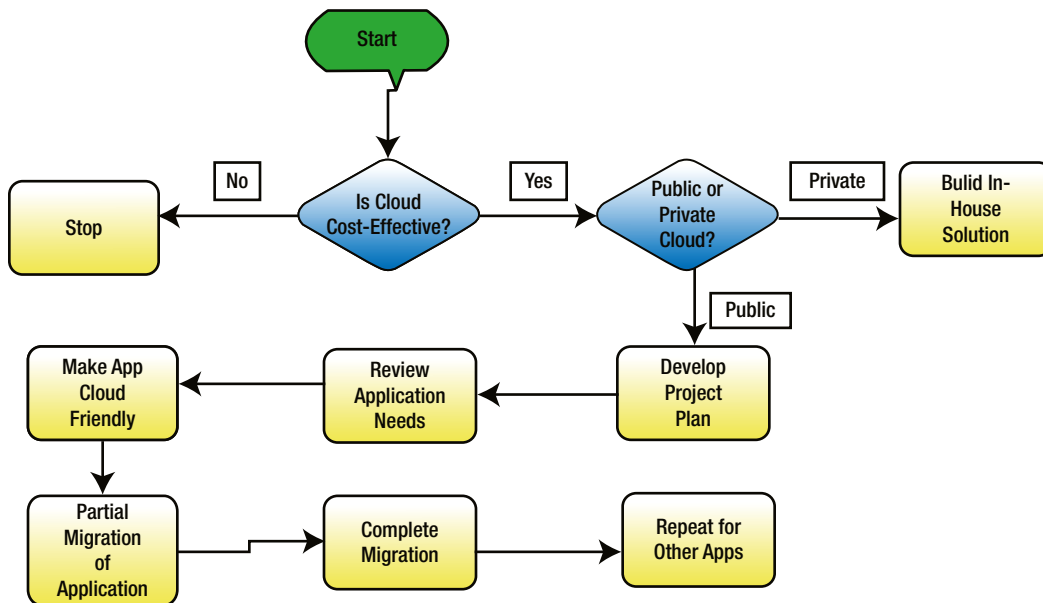 Start
No
Yes
Private
Stop
Is Cloud
Cost-Effective?
Public or
Private
Cloud?
Bulid In-
House
Solution
Public
Make App
Cloud
Friendly
Review
Application
Needs
Develop
Project
Plan
Partial
Migration
of
Application
Complete
Migration
Repeat for
Other Apps